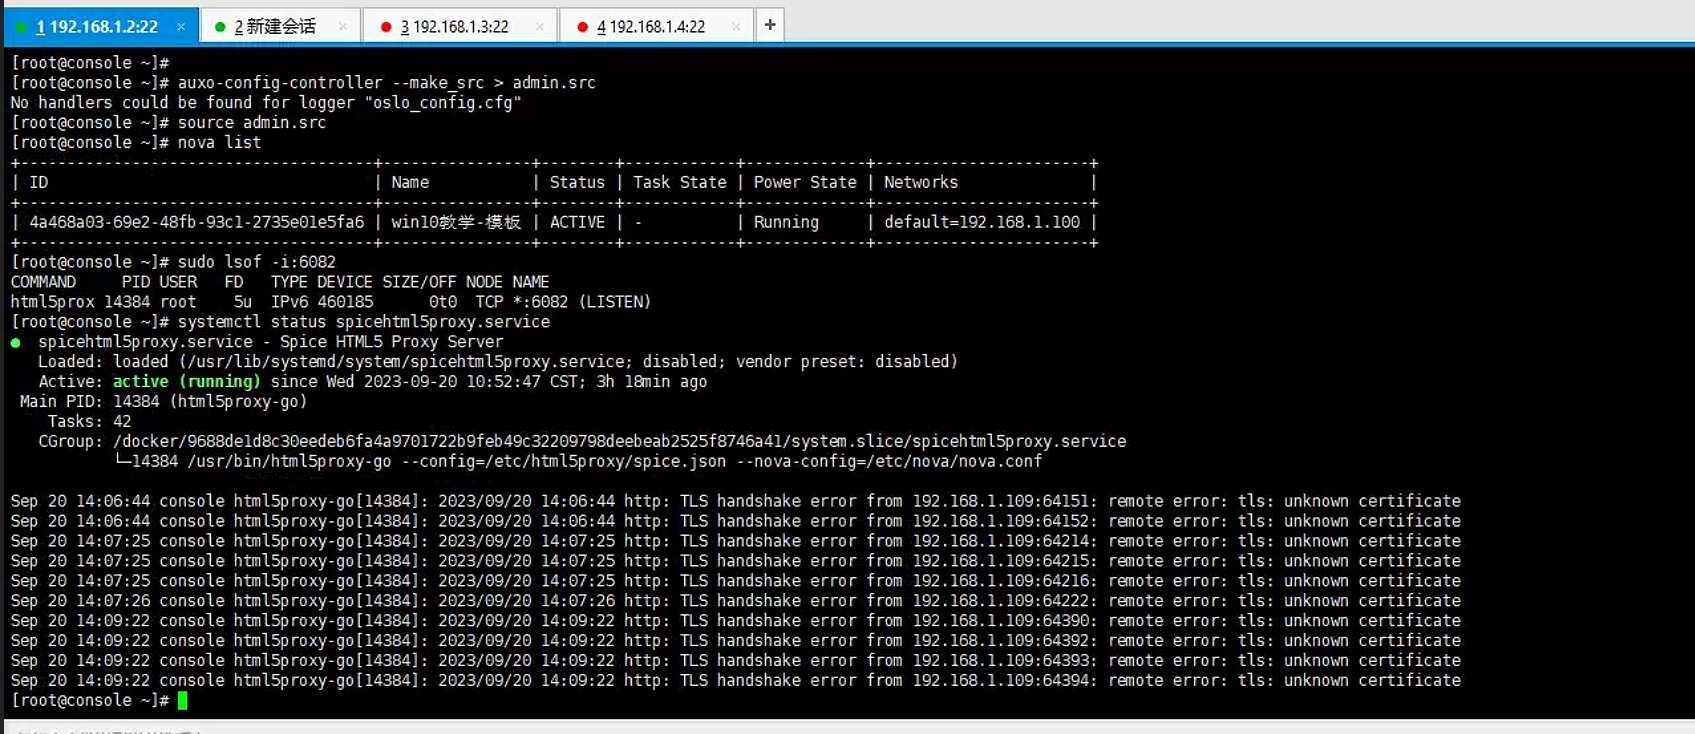 1 192.168.1.2:22 × 2 新建会话 × 3 192.168.1.3:22 × 4 192.168.1.4:22 × +
[root@console ~]#
[root@console ~]# auxo-config-controller --make_src > admin.src
No handlers could be found for logger "oslo_config.cfg"
[root@console ~]# source admin.src
[root@console ~]# nova list
+--------------------------------------+----------------+--------+------------+-------------+-----------------------+
| ID                                   | Name           | Status | Task State | Power State | Networks              |
+--------------------------------------+----------------+--------+------------+-------------+-----------------------+
| 4a468a03-69e2-48fb-93c1-2735e01e5fa6 | win10教学-模板 | ACTIVE | -          | Running     | default=192.168.1.100 |
+--------------------------------------+----------------+--------+------------+-------------+-----------------------+
[root@console ~]# sudo lsof -i:6082
COMMAND     PID USER   FD   TYPE DEVICE SIZE/OFF NODE NAME
html5prox 14384 root    5u  IPv6 460185      0t0  TCP *:6082 (LISTEN)
[root@console ~]# systemctl status spicehtml5proxy.service
● spicehtml5proxy.service - Spice HTML5 Proxy Server
   Loaded: loaded (/usr/lib/systemd/system/spicehtml5proxy.service; disabled; vendor preset: disabled)
   Active: active (running) since Wed 2023-09-20 10:52:47 CST; 3h 18min ago
 Main PID: 14384 (html5proxy-go)
    Tasks: 42
   CGroup: /docker/9688de1d8c30eedeb6fa4a9701722b9feb49c32209798deebeab2525f8746a41/system.slice/spicehtml5proxy.service
           └─14384 /usr/bin/html5proxy-go --config=/etc/html5proxy/spice.json --nova-config=/etc/nova/nova.conf
Sep 20 14:06:44 console html5proxy-go[14384]: 2023/09/20 14:06:44 http: TLS handshake error from 192.168.1.109:64151: remote error: tls: unknown certificate
Sep 20 14:06:44 console html5proxy-go[14384]: 2023/09/20 14:06:44 http: TLS handshake error from 192.168.1.109:64152: remote error: tls: unknown certificate
Sep 20 14:07:25 console html5proxy-go[14384]: 2023/09/20 14:07:25 http: TLS handshake error from 192.168.1.109:64214: remote error: tls: unknown certificate
Sep 20 14:07:25 console html5proxy-go[14384]: 2023/09/20 14:07:25 http: TLS handshake error from 192.168.1.109:64215: remote error: tls: unknown certificate
Sep 20 14:07:25 console html5proxy-go[14384]: 2023/09/20 14:07:25 http: TLS handshake error from 192.168.1.109:64216: remote error: tls: unknown certificate
Sep 20 14:07:26 console html5proxy-go[14384]: 2023/09/20 14:07:26 http: TLS handshake error from 192.168.1.109:64222: remote error: tls: unknown certificate
Sep 20 14:09:22 console html5proxy-go[14384]: 2023/09/20 14:09:22 http: TLS handshake error from 192.168.1.109:64390: remote error: tls: unknown certificate
Sep 20 14:09:22 console html5proxy-go[14384]: 2023/09/20 14:09:22 http: TLS handshake error from 192.168.1.109:64392: remote error: tls: unknown certificate
Sep 20 14:09:22 console html5proxy-go[14384]: 2023/09/20 14:09:22 http: TLS handshake error from 192.168.1.109:64393: remote error: tls: unknown certificate
Sep 20 14:09:22 console html5proxy-go[14384]: 2023/09/20 14:09:22 http: TLS handshake error from 192.168.1.109:64394: remote error: tls: unknown certificate
[root@console ~]#